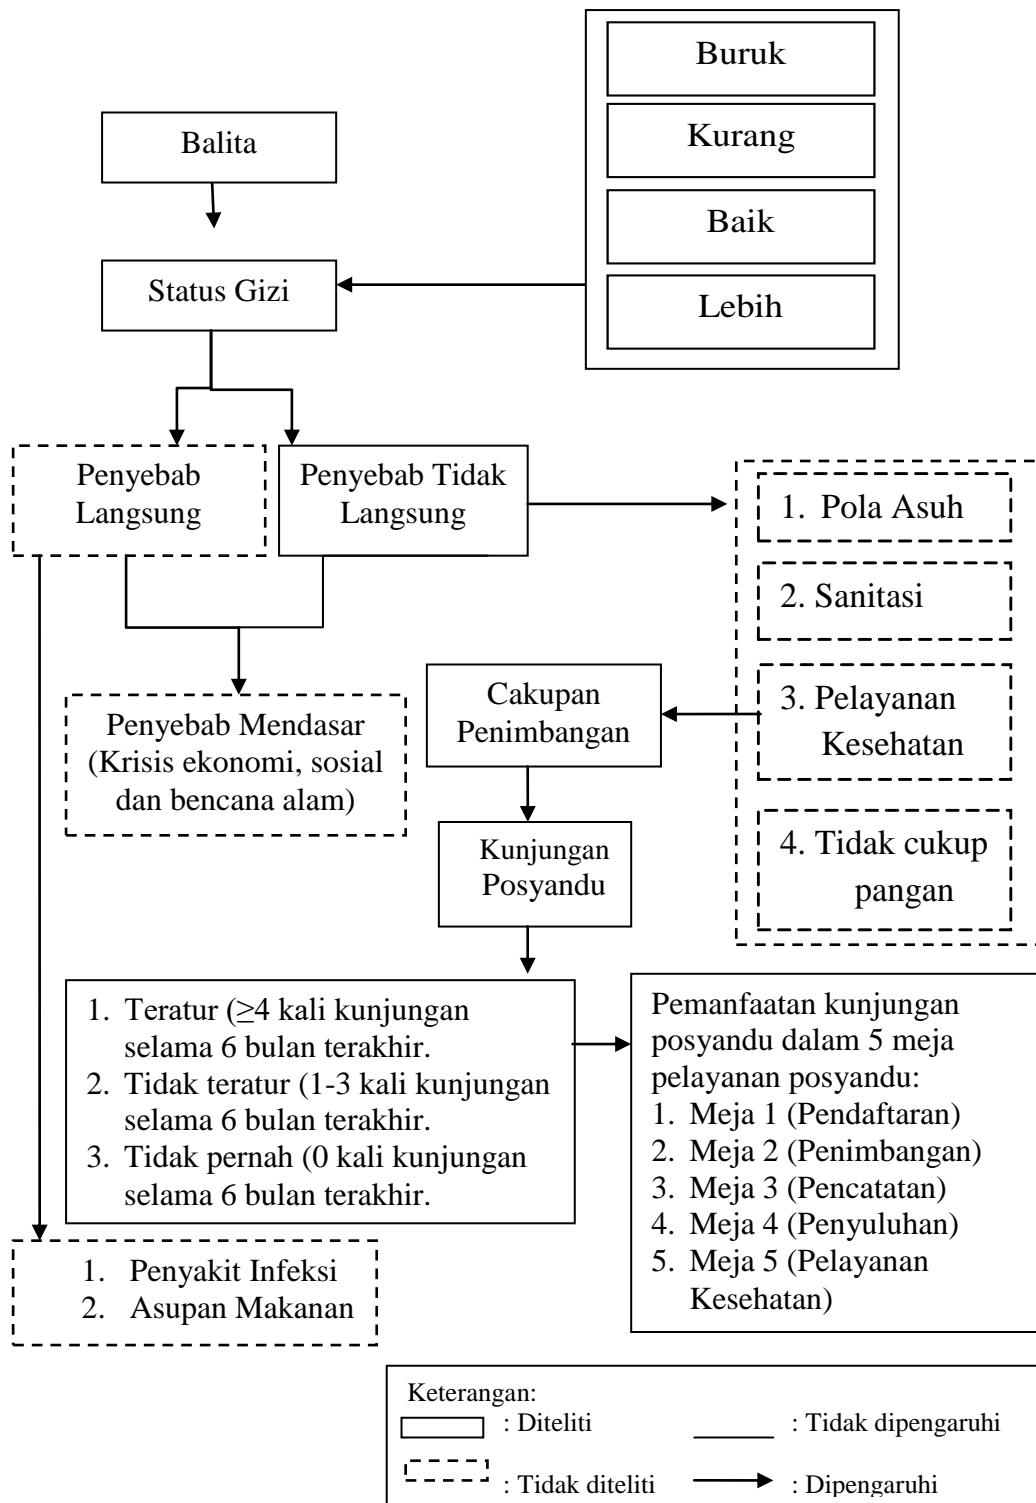 Buruk
Kurang
Baik
Lebih
Balita
Status Gizi
Penyebab
Langsung
Penyebab Tidak
Langsung
1. Pola Asuh
2. Sanitasi
3. Pelayanan
Kesehatan
4. Tidak cukup
pangan
Cakupan
Penimbangan
Penyebab Mendasar
(Krisis ekonomi, sosial
dan bencana alam)
Kunjungan
Posyandu
1. Teratur (≥4 kali kunjungan
selama 6 bulan terakhir.
2. Tidak teratur (1-3 kali kunjungan
selama 6 bulan terakhir.
3. Tidak pernah (0 kali kunjungan
selama 6 bulan terakhir.
Pemanfaatan kunjungan
posyandu dalam 5 meja
pelayanan posyandu:
1. Meja 1 (Pendaftaran)
2. Meja 2 (Penimbangan)
3. Meja 3 (Pencatatan)
4. Meja 4 (Penyuluhan)
5. Meja 5 (Pelayanan
Kesehatan)
1. Penyakit Infeksi
2. Asupan Makanan
Keterangan:
: Diteliti
: Tidak dipengaruhi
: Tidak diteliti
: Dipengaruhi